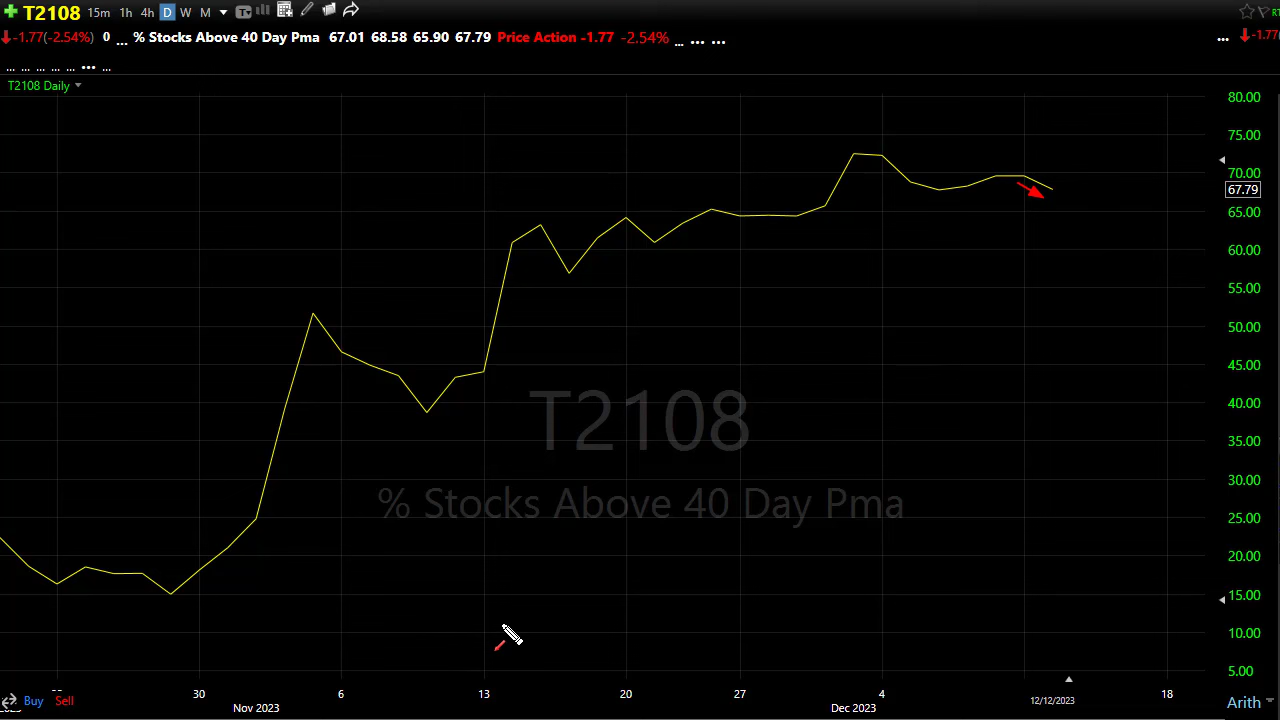 T2108 15m 1h 4h D W M T
-1.77(-2.54%) 0 ... % Stocks Above 40 Day Pma 67.01 68.58 65.90 67.79 Price Action -1.77 -2.54% ... ... ... ... -1.77(
... ... ... ... ... ... ...
T2108 Daily
80.00
75.00
70.00
67.79
65.00
60.00
55.00
50.00
45.00
40.00
35.00
30.00
25.00
20.00
15.00
10.00
5.00
T2108
% Stocks Above 40 Day Pma
30 6 13 20 27 4 18
Buy Sell
Nov 2023 Dec 2023 12/12/2023
Arith